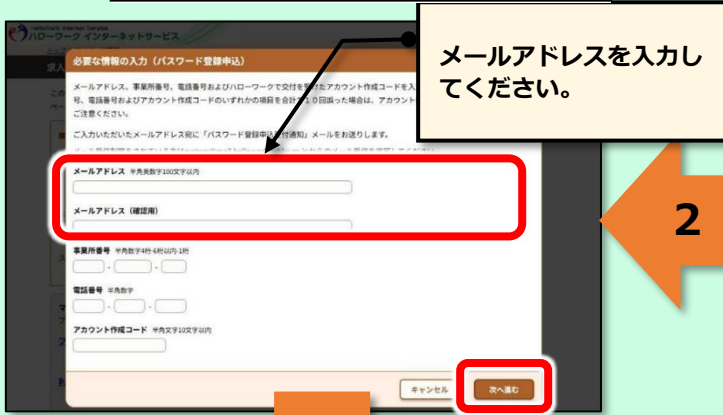 メールアドレスを入力し
てください。
hellowork internet service
ハローワーク インターネットサービス
求人
必要な情報の入力（パスワード登録申込）
メールアドレス、事業所番号、電話番号およびハローワークで交付を受けたアカウント作成コードを入
号、電話番号およびアカウント作成コードのいずれかの項目を合計で10回誤った場合は、アカウント
ご注意ください。
ご入力いただいたメールアドレス宛に「パスワード登録申込受付通知」メールをお送りします。
メールアドレス 半角英数字100文字以内
メールアドレス（確認用）
事業所番号 半角数字4桁-6桁以内-1桁
- -
電話番号 半角数字
- -
アカウント作成コード 半角文字10文字以内
キャンセル 次へ進む
2